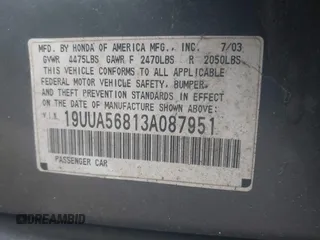 MFD. BY HONDA OF AMERICA MFG., INC. 7/03
GVWR 4475LBS GAWR F 2470LBS R 2050LBS
THIS VEHICLE CONFORMS TO ALL APPLICABLE
FEDERAL MOTOR VEHICLE SAFETY, BUMPER,
AND THEFT PREVENTION STANDARDS IN EFFECT
ON THE DATE OF MANUFACTURE SHOWN ABOVE.
V.I.N. 19UUA56813A087951
PASSENGER CAR
DREAMBID